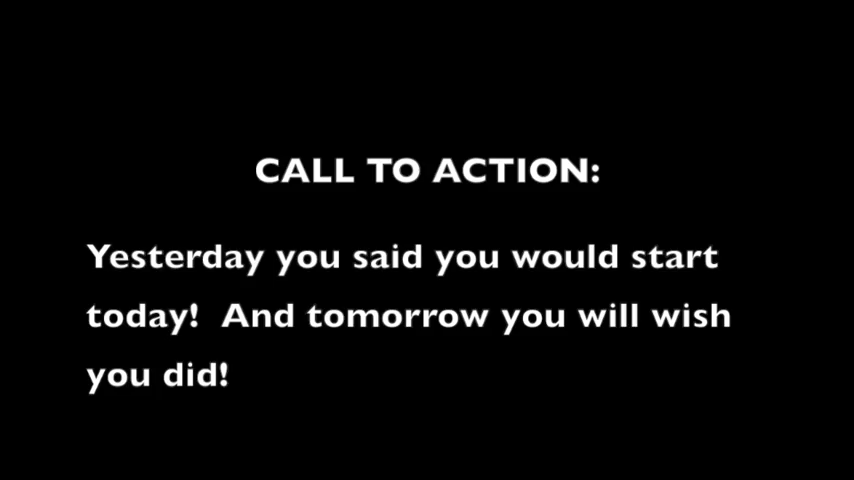 CALL TO ACTION:
Yesterday you said you would start
today!  And tomorrow you will wish
you did!